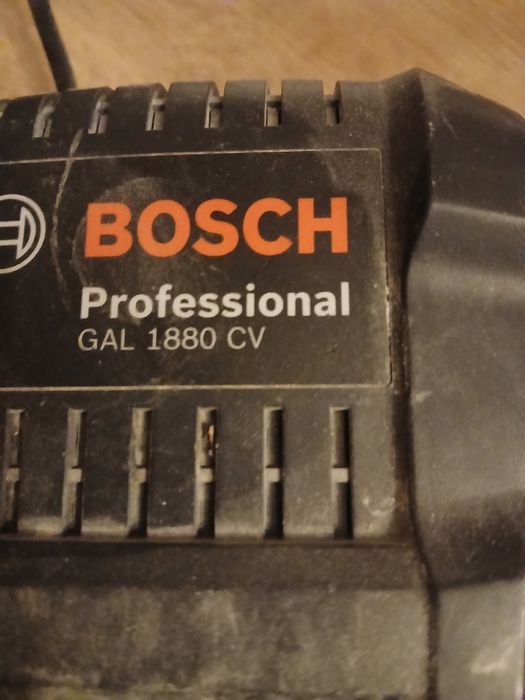 BOSCH
Professional
GAL 1880 CV